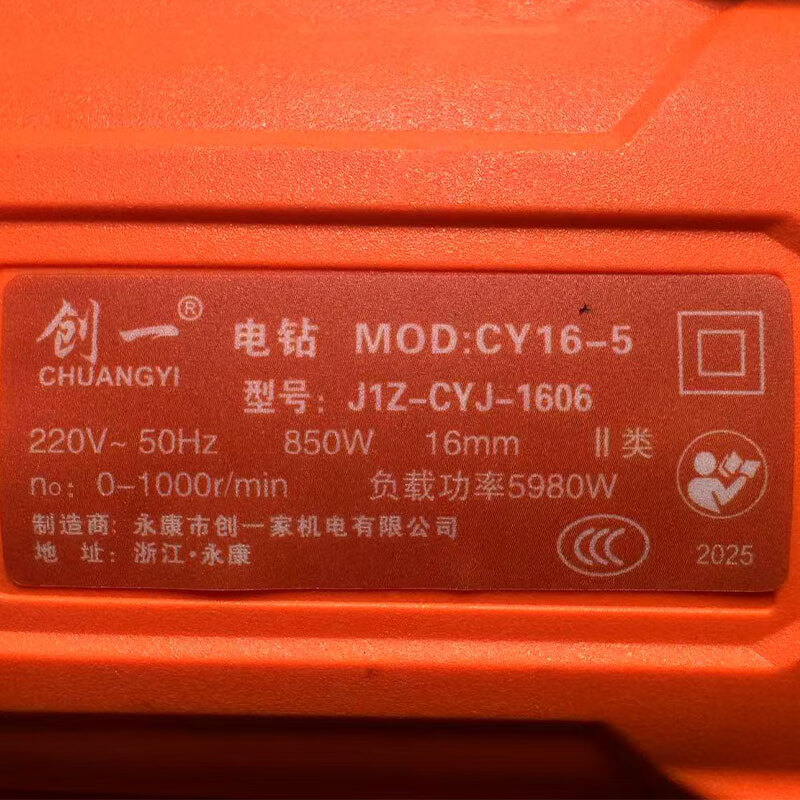 创一® 电钻 MOD:CY16-5
CHUANGYI
型号：J1Z-CYJ-1606
220V~ 50Hz 850W 16mm II类
no：0-1000r/min 负载功率5980W
制造商：永康市创一家机电有限公司
地 址：浙江·永康
CCC
2025